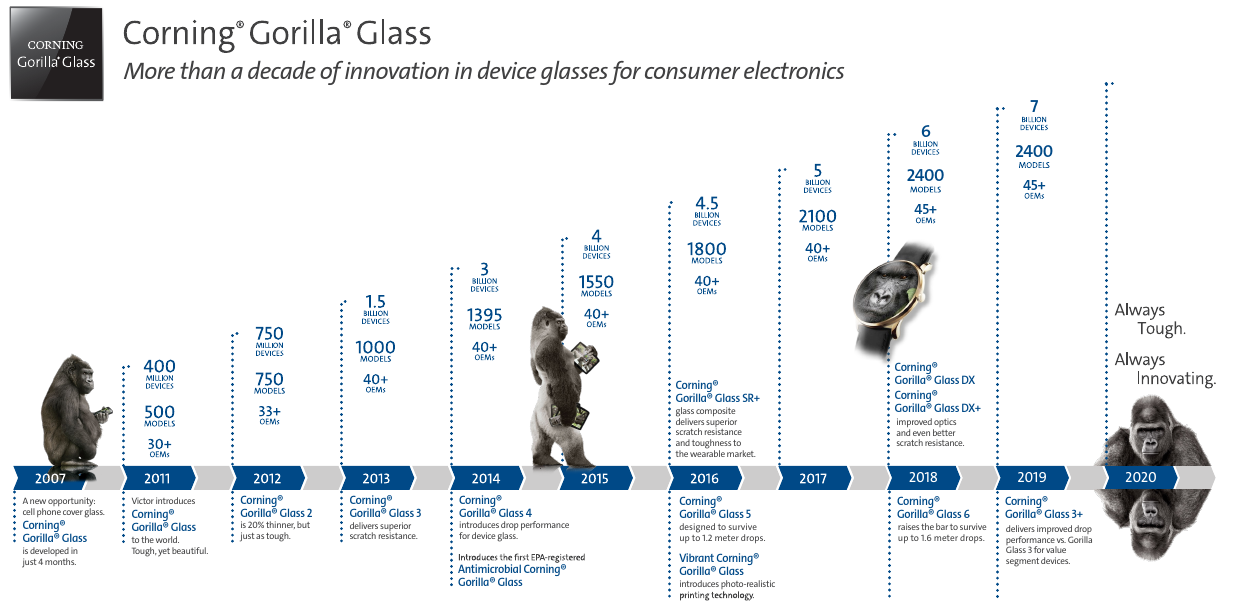 CORNING
Gorilla® Glass
Corning® Gorilla® Glass
More than a decade of innovation in device glasses for consumer electronics
400
MILLION
DEVICES
500
MODELS
30+
OEMs
750
MILLION
DEVICES
750
MODELS
33+
OEMs
1.5
BILLION
DEVICES
1000
MODELS
40+
OEMs
3
BILLION
DEVICES
1395
MODELS
40+
OEMs
4
BILLION
DEVICES
1550
MODELS
40+
OEMs
4.5
BILLION
DEVICES
1800
MODELS
40+
OEMs
5
BILLION
DEVICES
2100
MODELS
40+
OEMs
6
BILLION
DEVICES
2400
MODELS
45+
OEMs
7
BILLION
DEVICES
2400
MODELS
45+
OEMs
Corning®
Gorilla® Glass SR+
glass composite
delivers superior
scratch resistance
and toughness to
the wearable market.
Corning®
Gorilla® Glass DX
Corning®
Gorilla® Glass DX+
improved optics
and even better
scratch resistance.
Always
Tough.
Always
Innovating.
2007
2011
2012
2013
2014
2015
2016
2017
2018
2019
2020
A new opportunity:
cell phone cover glass.
Corning®
Gorilla® Glass
is developed in
just 4 months.
Victor introduces
Corning®
Gorilla® Glass
to the world.
Tough, yet beautiful.
Corning®
Gorilla® Glass 2
is 20% thinner, but
just as tough.
Corning®
Gorilla® Glass 3
delivers superior
scratch resistance.
Corning®
Gorilla® Glass 4
introduces drop performance
for device glass.
Introduces the first EPA-registered
Antimicrobial Corning®
Gorilla® Glass
Corning®
Gorilla® Glass 5
designed to survive
up to 1.2 meter drops.
Vibrant Corning®
Gorilla® Glass
introduces photo-realistic
printing technology.
Corning®
Gorilla® Glass 6
raises the bar to survive
up to 1.6 meter drops.
Corning®
Gorilla® Glass 3+
delivers improved drop
performance vs. Gorilla
Glass 3 for value
segment devices.